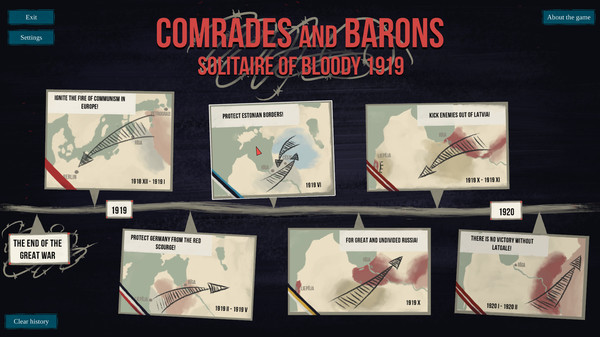 Exit
Settings
About the game
COMRADES AND BARONS
SOLITAIRE OF BLOODY 1919
IGNITE THE FIRE OF COMMUNISM IN
EUROPE!
BERLIN
1918 XII - 1919 I
PROTECT ESTONIAN BORDERS!
1919 VI
KICK ENEMIES OUT OF LATVIA!
1919 X - 1919 XI
1919
1920
THE END OF THE
GREAT WAR
PROTECT GERMANY FROM THE RED
SCOURGE!
1919 II - 1919 V
FOR GREAT AND UNDIVIDED RUSSIA!
1919 X
THERE IS NO VICTORY WITHOUT
LATGALE!
1920 I - 1920 II
Clear history